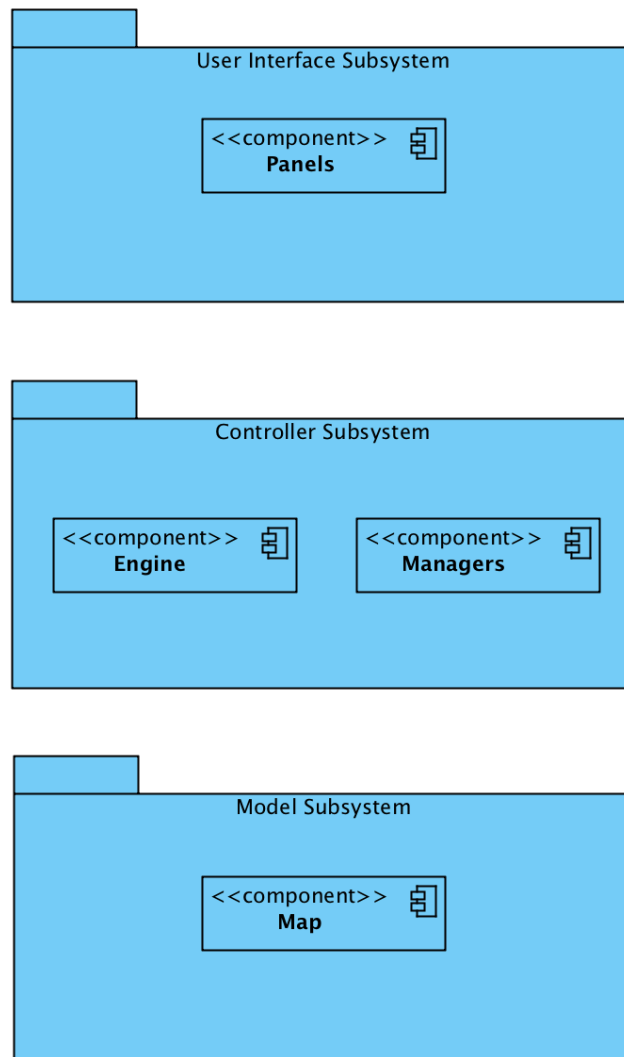 User Interface Subsystem
<<component>>
Panels
Controller Subsystem
<<component>>
Engine
<<component>>
Managers
Model Subsystem
<<component>>
Map